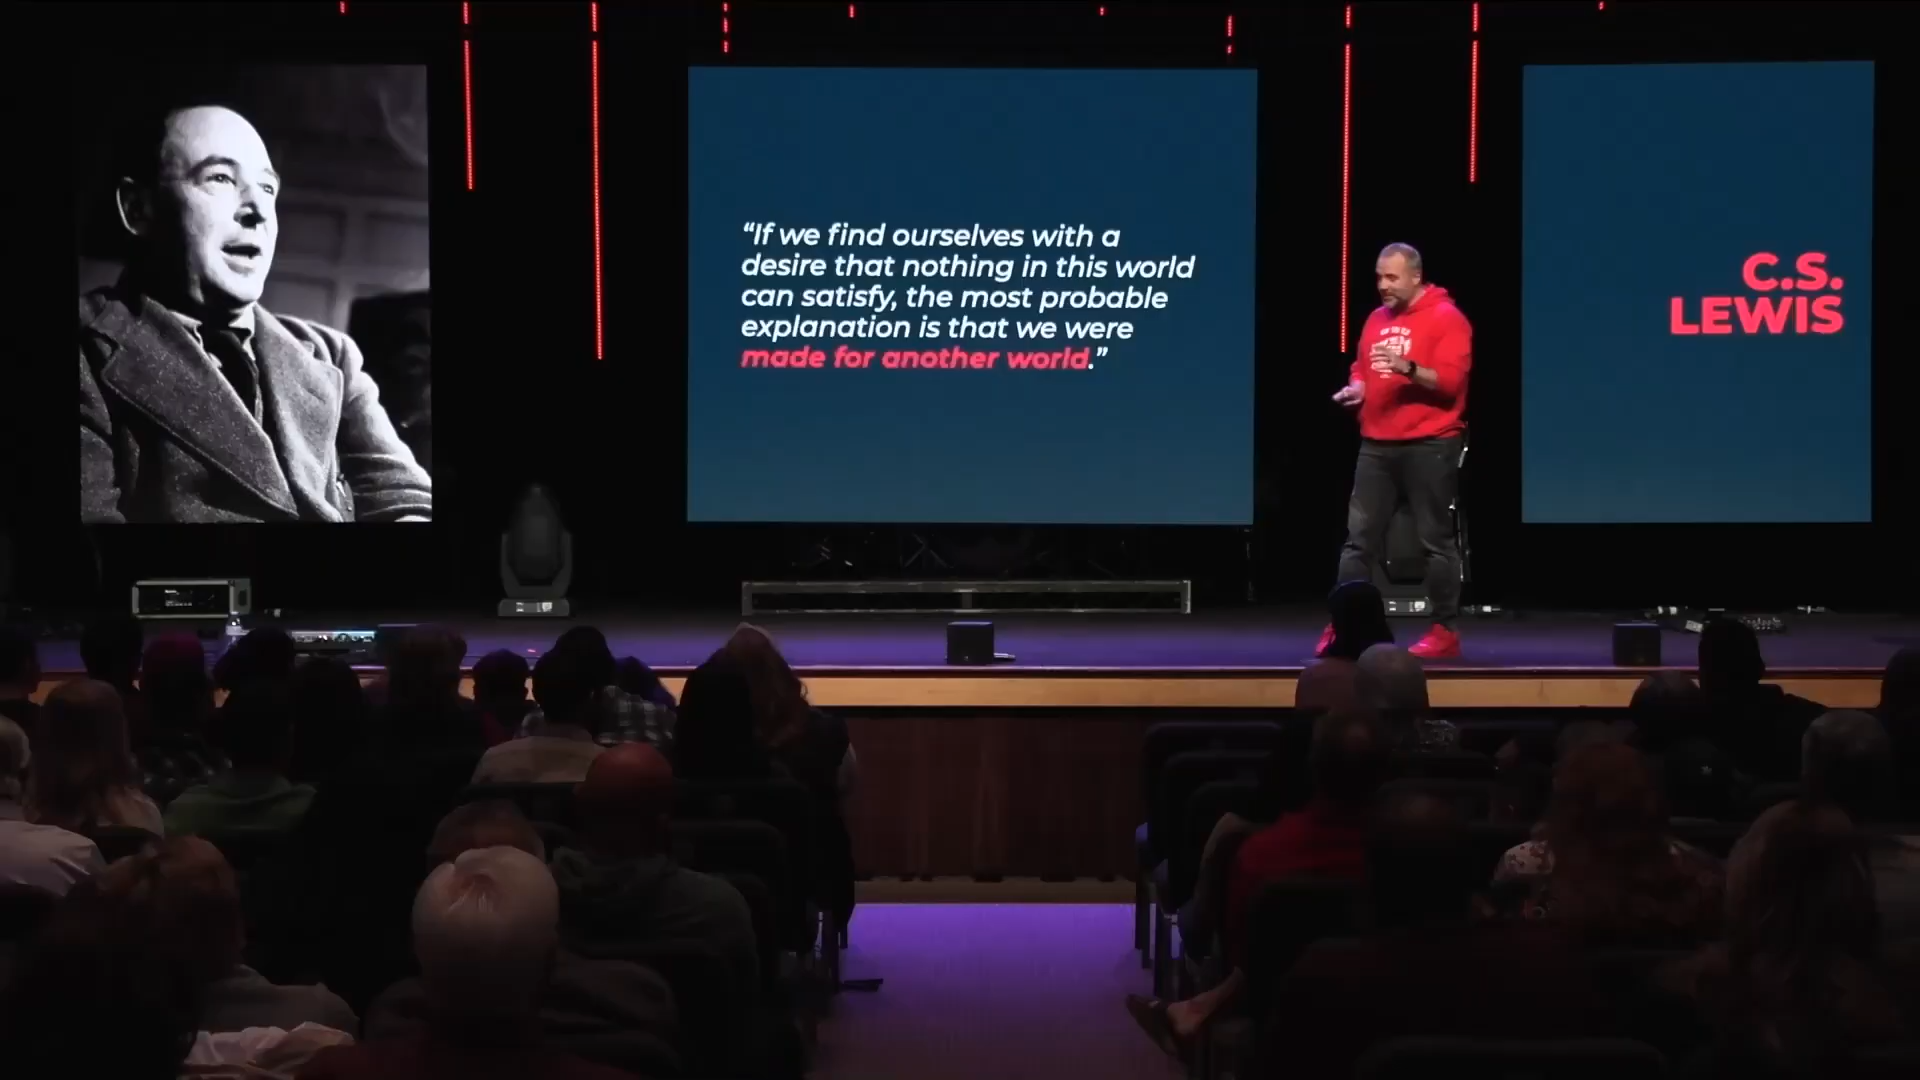 “If we find ourselves with a
desire that nothing in this world
can satisfy, the most probable
explanation is that we were
made for another world.”
C.S.
LEWIS